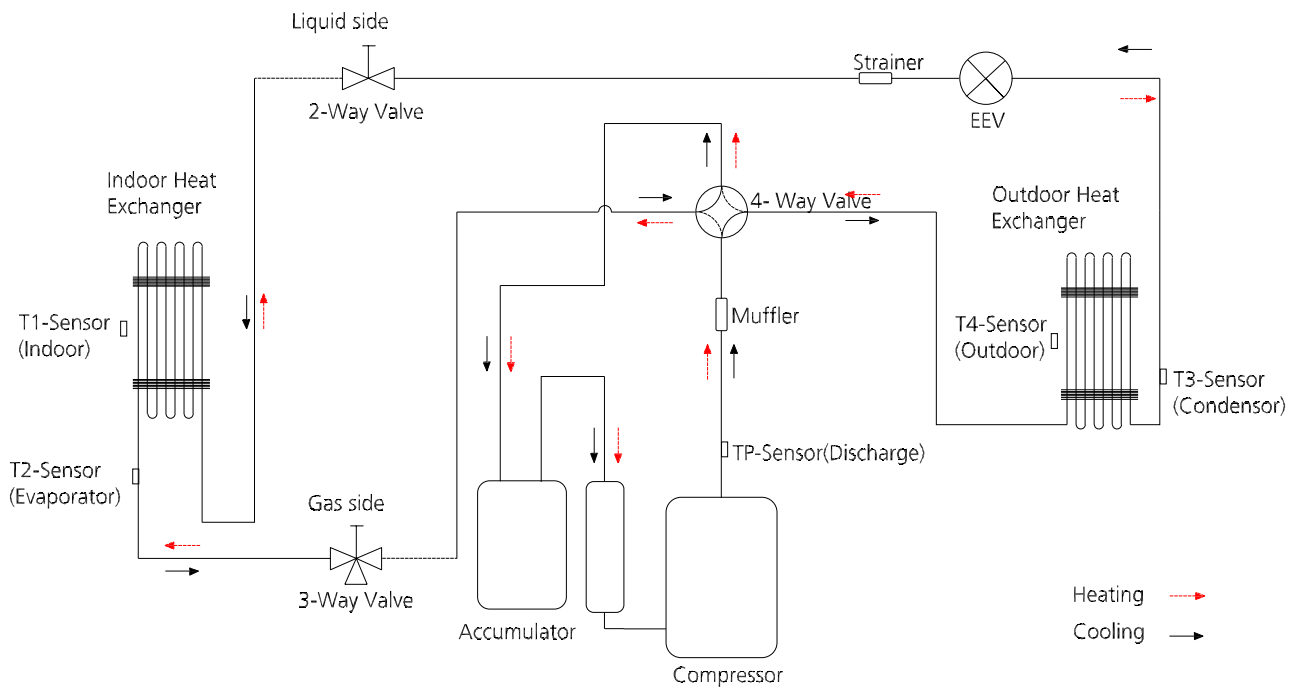 Liquid side
2-Way Valve
Strainer
EEV
Indoor Heat
Exchanger
4- Way Valve
Outdoor Heat
Exchanger
T1-Sensor
(Indoor)
Muffler
T4-Sensor
(Outdoor)
T3-Sensor
(Condensor)
T2-Sensor
(Evaporator)
TP-Sensor(Discharge)
Gas side
3-Way Valve
Accumulator
Compressor
Heating
Cooling